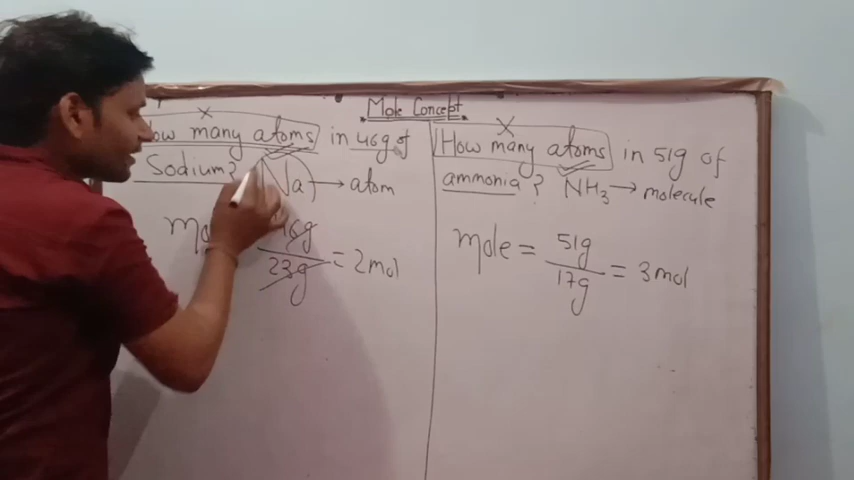 Mole Concept
How many atoms in 46g of
Sodium? Na → atom
46g
23g = 2mol
How many atoms in 51g of
ammonia? NH3 → molecule
mole = 51g
17g = 3mol